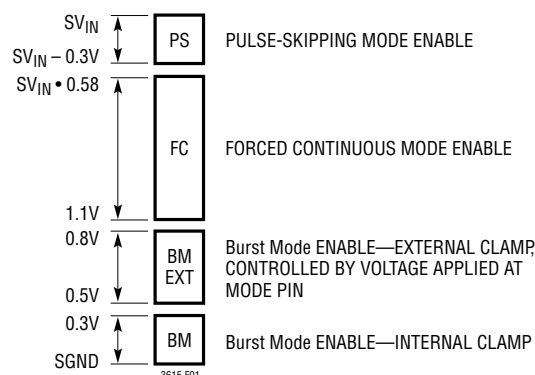 SVIN
PS
PULSE-SKIPPING MODE ENABLE
SVIN – 0.3V
SVIN • 0.58
FC
FORCED CONTINUOUS MODE ENABLE
1.1V
0.8V
BM
EXT
Burst Mode ENABLE—EXTERNAL CLAMP,
CONTROLLED BY VOLTAGE APPLIED AT
MODE PIN
0.5V
0.3V
BM
Burst Mode ENABLE—INTERNAL CLAMP
SGND
3615 F01